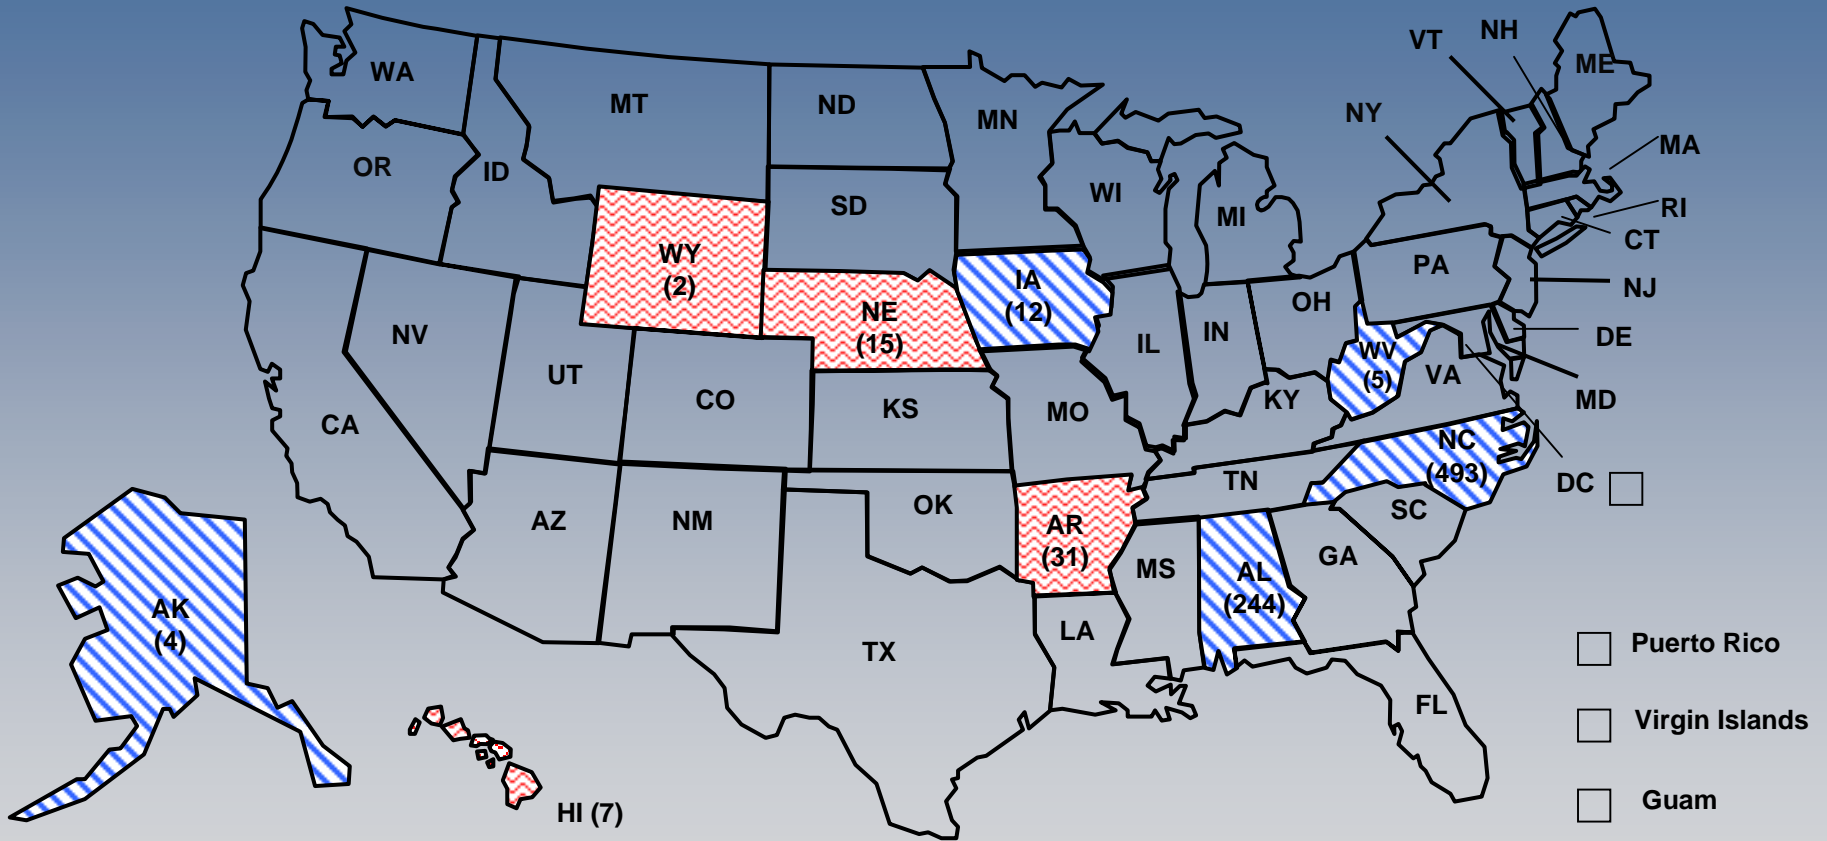 VT
NH
ME
WA
MT
ND
MN
NY
MA
OR
ID
WI
SD
MI
RI
CT
WY
(2)
PA
IA
(12)
NJ
NE
(15)
OH
NV
IN
IL
DE
WV
(5)
VA
UT
CO
KS
MO
KY
MD
CA
NC
(493)
TN
DC
AZ
NM
OK
AR
(31)
SC
GA
MS
AL
(244)
AK
(4)
LA
TX
Puerto Rico
FL
Virgin Islands
HI (7)
Guam